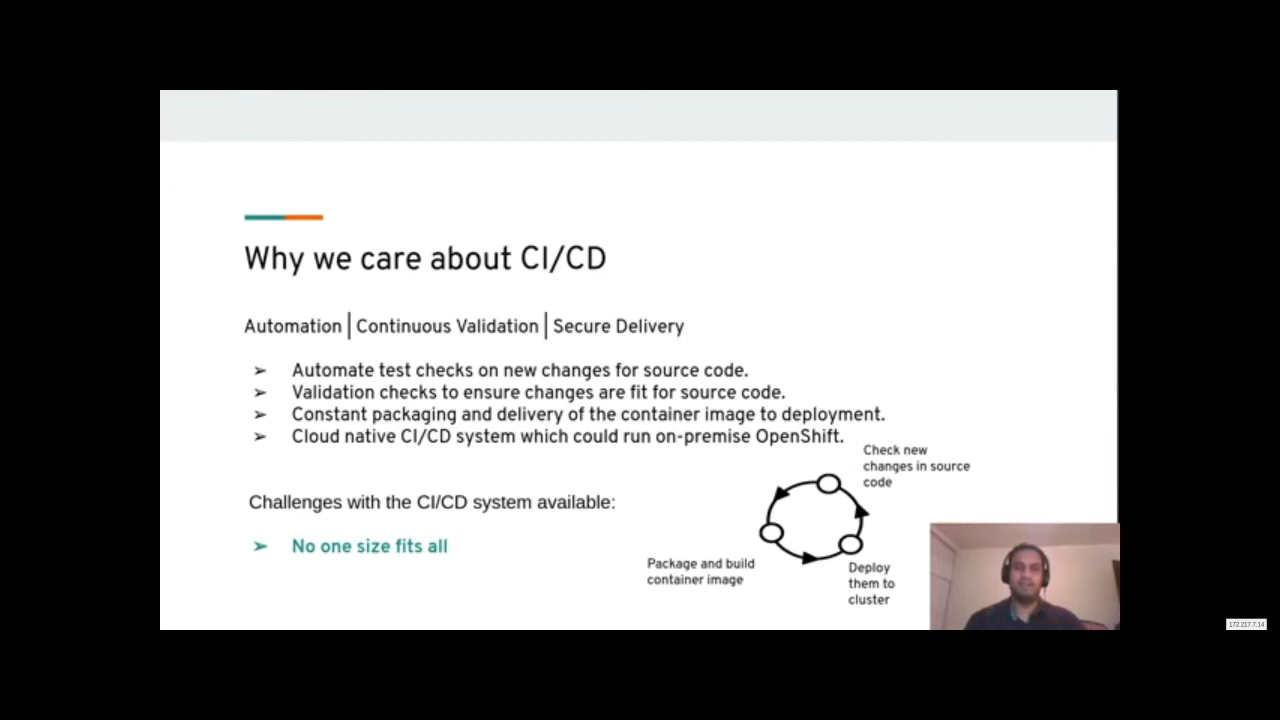 Why we care about CI/CD
Automation | Continuous Validation | Secure Delivery
➢ Automate test checks on new changes for source code.
➢ Validation checks to ensure changes are fit for source code.
➢ Constant packaging and delivery of the container image to deployment.
➢ Cloud native CI/CD system which could run on-premise OpenShift.
Check new
changes in source
code
Challenges with the CI/CD system available:
➢ No one size fits all
Package and build
container image
Deploy
them to
cluster
172.217.7.14